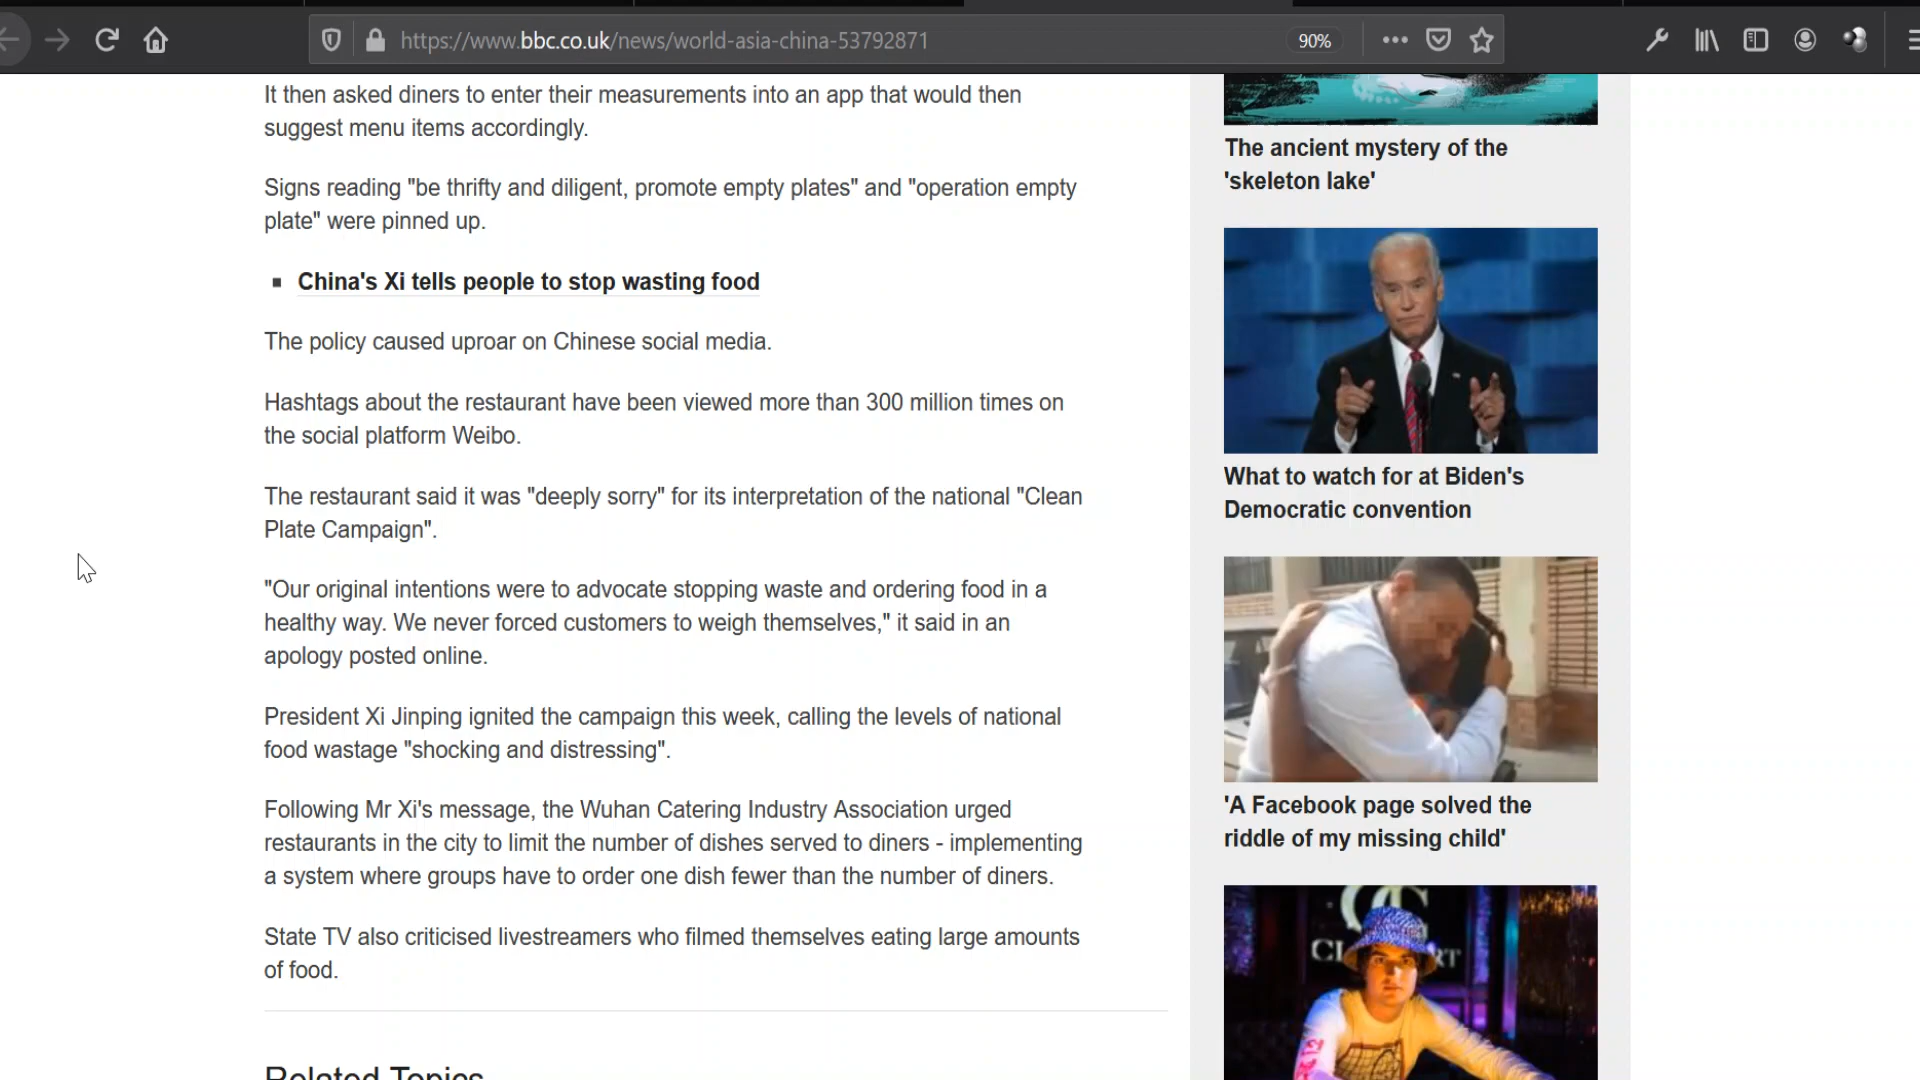 https://www.bbc.co.uk/news/world-asia-china-53792871
90%
It then asked diners to enter their measurements into an app that would then
suggest menu items accordingly.
Signs reading "be thrifty and diligent, promote empty plates" and "operation empty
plate" were pinned up.
China's Xi tells people to stop wasting food
The policy caused uproar on Chinese social media.
Hashtags about the restaurant have been viewed more than 300 million times on
the social platform Weibo.
The restaurant said it was "deeply sorry" for its interpretation of the national "Clean
Plate Campaign".
"Our original intentions were to advocate stopping waste and ordering food in a
healthy way. We never forced customers to weigh themselves," it said in an
apology posted online.
President Xi Jinping ignited the campaign this week, calling the levels of national
food wastage "shocking and distressing".
Following Mr Xi's message, the Wuhan Catering Industry Association urged
restaurants in the city to limit the number of dishes served to diners - implementing
a system where groups have to order one dish fewer than the number of diners.
State TV also criticised livestreamers who filmed themselves eating large amounts
of food.
Related Topics
The ancient mystery of the
'skeleton lake'
What to watch for at Biden's
Democratic convention
'A Facebook page solved the
riddle of my missing child'